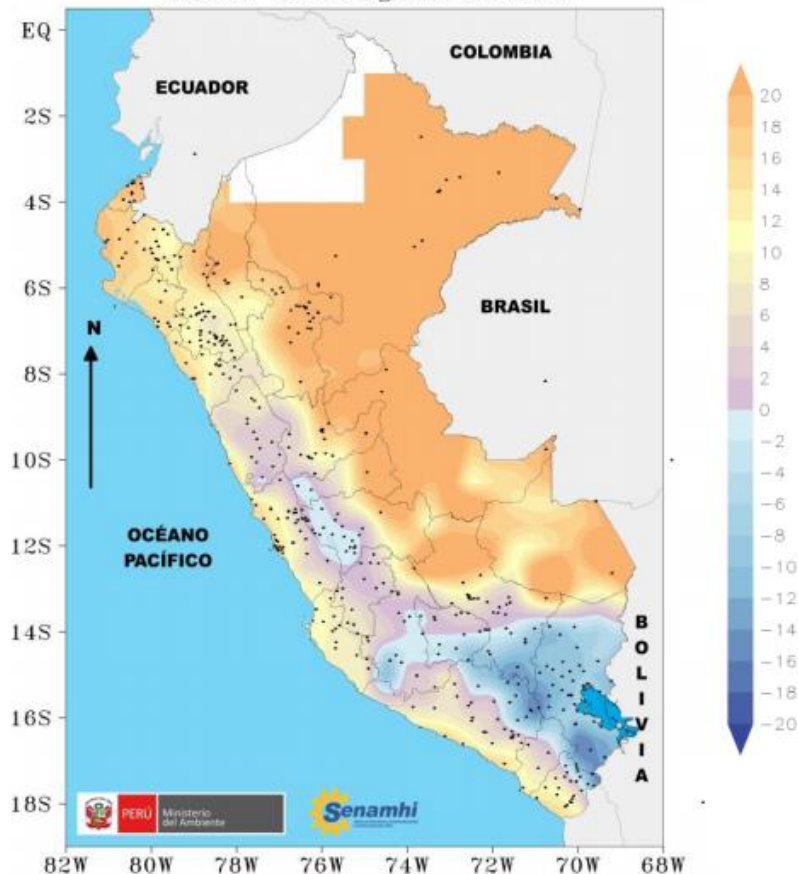 EQ
2S
4S
6S
8S
10S
12S
14S
16S
18S
82W 80W 78W 76W 74W 72W 70W 68W
ECUADOR
COLOMBIA
BRASIL
N
OCÉANO
PACÍFICO
B
O
L
I
V
I
A
PERÚ
Ministerio
del Ambiente
Senamhi
20
18
16
14
12
10
8
6
4
2
0
-2
-4
-6
-8
-10
-12
-14
-16
-18
-20